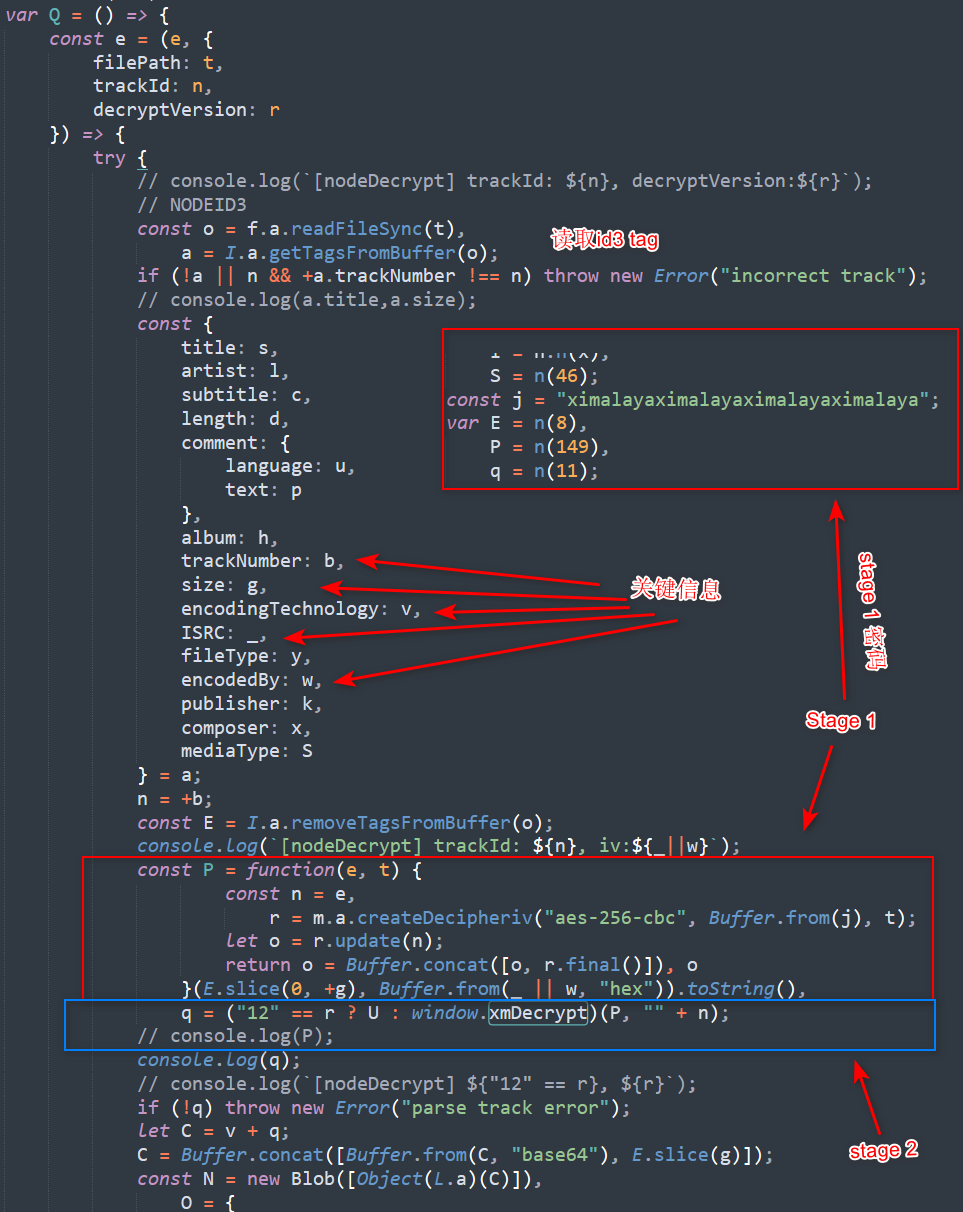 var Q = () => {
const e = (e, {
filePath: t,
trackId: n,
decryptVersion: r
}) => {
try {
// console.log(`[nodeDecrypt] trackId: ${n}, decryptVersion:${r}`);
// NODEID3
const o = f.a.readFileSync(t),
a = I.a.getTagsFromBuffer(o);
读取id3 tag
if (!a || n && +a.trackNumber !== n) throw new Error("incorrect track");
// console.log(a.title,a.size);
const {
title: s,
artist: l,
subtitle: c,
length: d,
comment: {
language: u,
text: p
},
album: h,
trackNumber: b,
size: g,
encodingTechnology: v,
ISRC: _,
fileType: y,
encodedBy: w,
publisher: k,
composer: x,
mediaType: S
} = a;
S = n(46);
const j = "ximalayaximalayaximalayaximalaya";
var E = n(8),
P = n(149),
q = n(11);
关键信息
stage 1 密码
Stage 1
n = +b;
const E = I.a.removeTagsFromBuffer(o);
console.log(`[nodeDecrypt] trackId: ${n}, iv:${_||w}`);
const P = function(e, t) {
const n = e,
r = m.a.createDecipheriv("aes-256-cbc", Buffer.from(j), t);
let o = r.update(n);
return o = Buffer.concat([o, r.final()]), o
}(E.slice(0, +g), Buffer.from(_ || w, "hex")).toString(),
q = ("12" == r ? U : window.xmDecrypt)(P, "" + n);
// console.log(P);
console.log(q);
// console.log(`[nodeDecrypt] ${"12" == r}, ${r}`);
if (!q) throw new Error("parse track error");
let C = v + q;
stage 2
C = Buffer.concat([Buffer.from(C, "base64"), E.slice(g)]);
const N = new Blob([Object(L.a)(C)]),
O = {